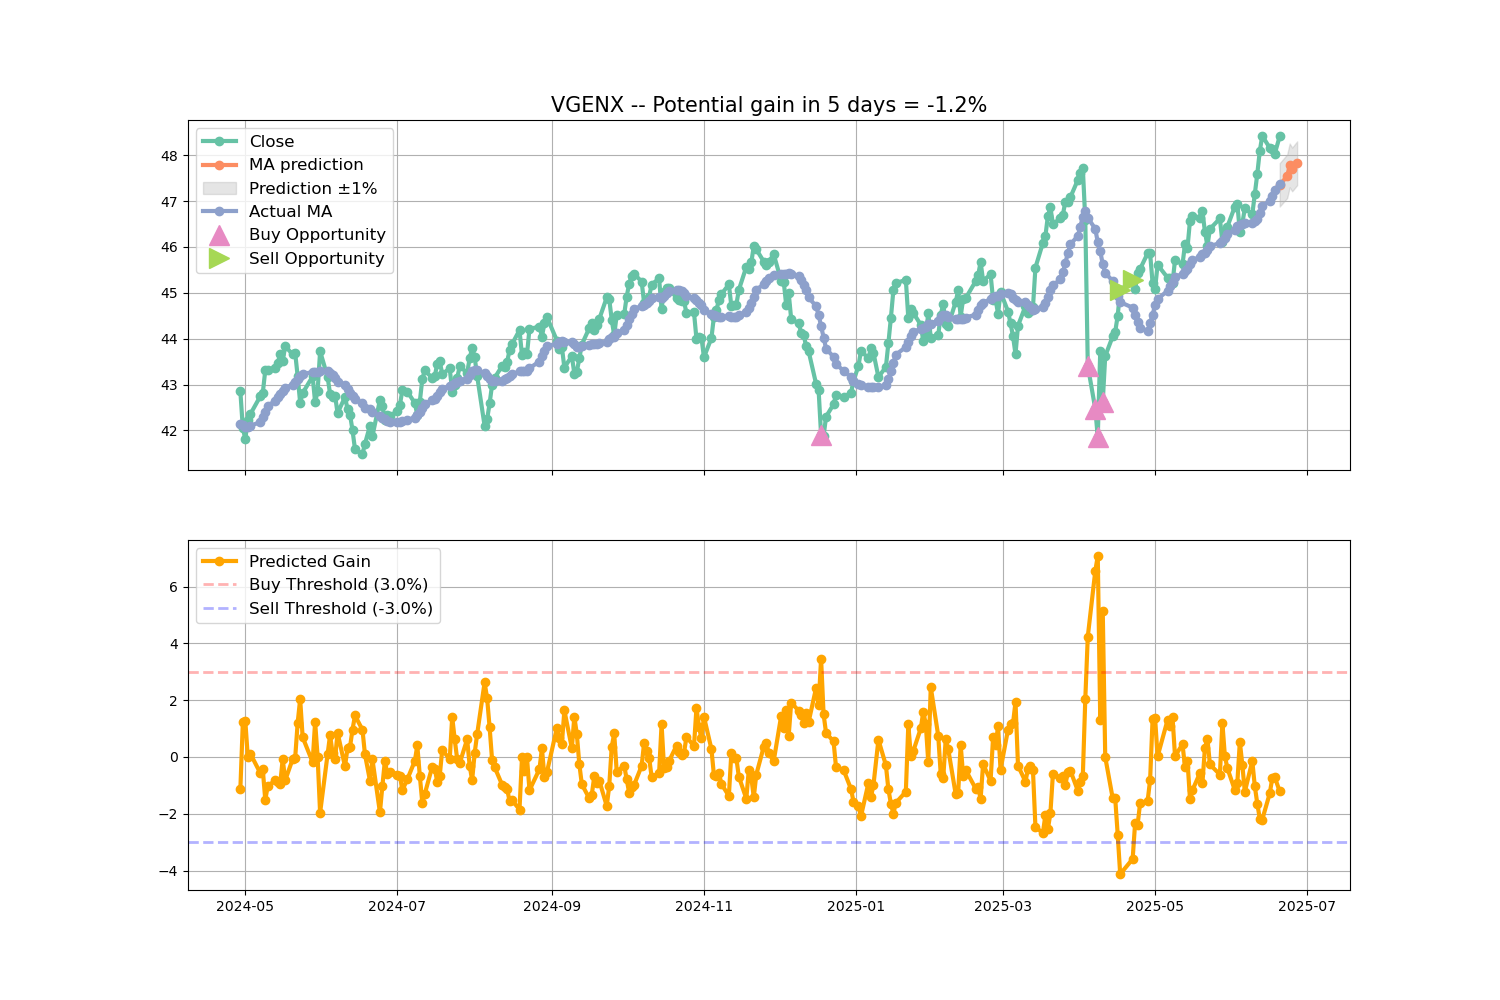 VGENX -- Potential gain in 5 days = -1.2%
Close
MA prediction
Prediction ±1%
Actual MA
Buy Opportunity
Sell Opportunity
48
47
46
45
44
43
42
Predicted Gain
Buy Threshold (3.0%)
Sell Threshold (-3.0%)
6
4
2
0
−2
−4
2024-05 2024-07 2024-09 2024-11 2025-01 2025-03 2025-05 2025-07